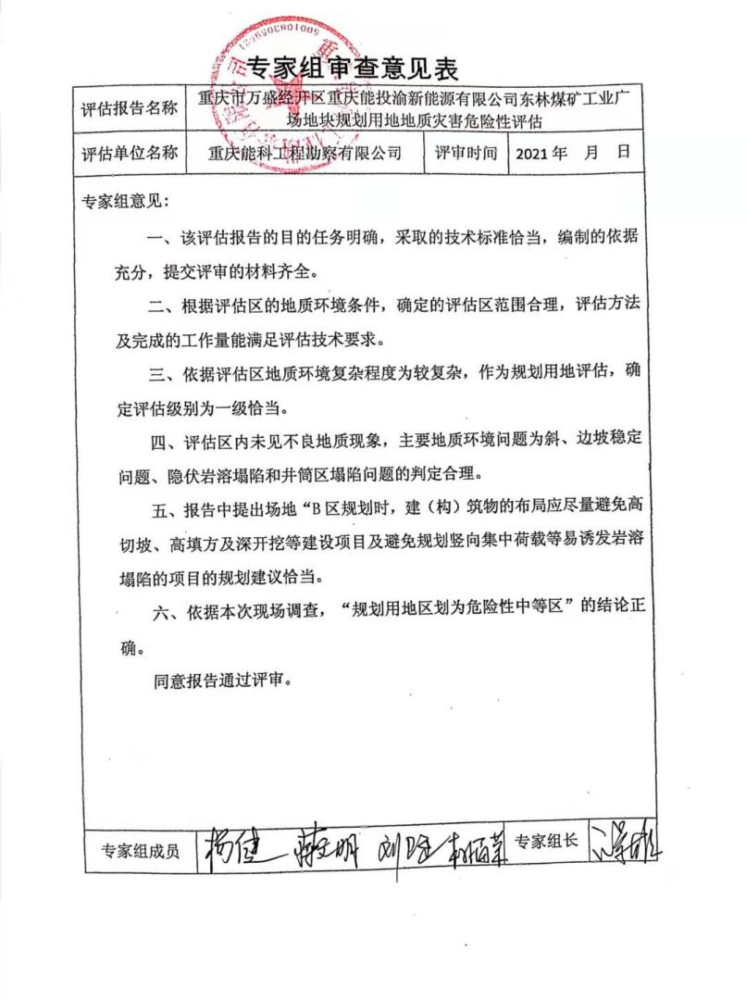 专家组审查意见表
评估报告名称
重庆市万盛经开区重庆能投渝新能源有限公司东林煤矿工业广
场地块规划用地地质灾害危险性评估
评估单位名称 重庆能科工程勘察有限公司 评审时间 2021 年 月 日
专家组意见:
一、该评估报告的目的任务明确，采取的技术标准恰当，编制的依据
充分，提交评审的材料齐全。
二、根据评估区的地质环境条件，确定的评估区范围合理，评估方法
及完成的工作量能满足评估技术要求。
三、依据评估区地质环境复杂程度为较复杂，作为规划用地评估，确
定评估级别为一级恰当。
四、评估区内未见不良地质现象，主要地质环境问题为斜、边坡稳定
问题、隐伏岩溶塌陷和井筒区塌陷问题的判定合理。
五、报告中提出场地“B 区规划时，建（构）筑物的布局应尽量避免高
切坡、高填方及深开挖等建设项目及避免规划竖向集中荷载等易诱发岩溶
塌陷的项目的规划建议恰当。
六、依据本次现场调查，“规划用地区划为危险性中等区”的结论正
确。
同意报告通过评审。
专家组成员 杨健 专家组长